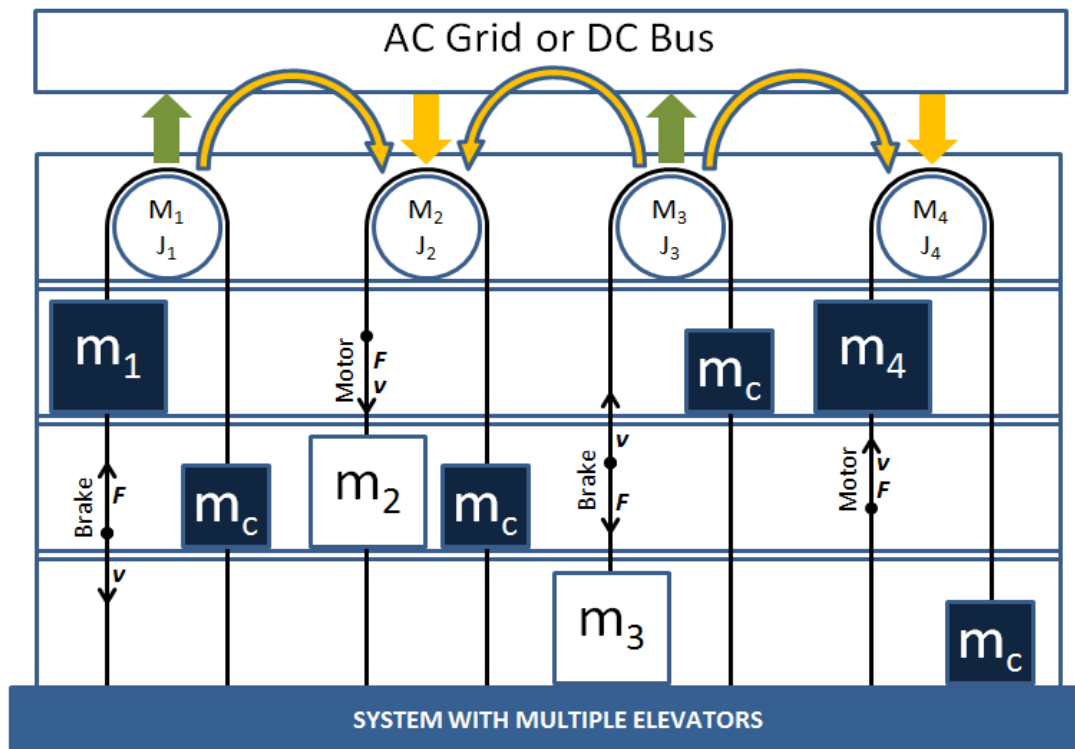 AC Grid or DC Bus
M1
J1
M2
J2
M3
J3
M4
J4
m1
Brake
F
v
mc
Motor
F
v
m2
mc
Brake
v
F
m3
mc
m4
Motor
v
F
mc
SYSTEM WITH MULTIPLE ELEVATORS